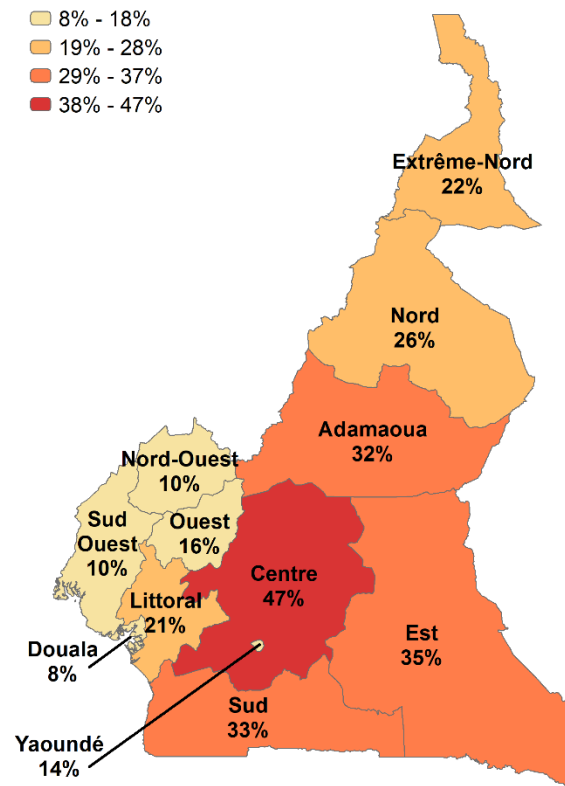 8% - 18%
19% - 28%
29% - 37%
38% - 47%
Extrême-Nord
22%
Nord
26%
Adamaoua
32%
Nord-Ouest
10%
Sud
Ouest
10%
Ouest
16%
Centre
47%
Littoral
21%
Est
35%
Douala
8%
Sud
33%
Yaoundé
14%